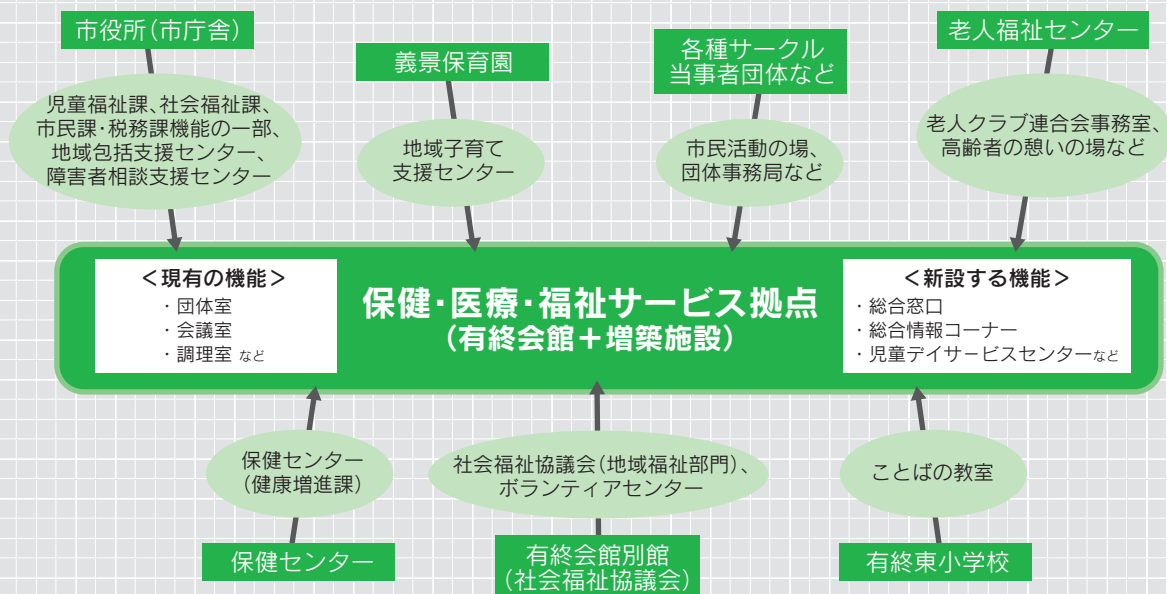 市役所(市庁舎)
児童福祉課、社会福祉課、
市民課・税務課機能の一部、
地域包括支援センター、
障害者相談支援センター
義景保育園
地域子育て
支援センター
各種サークル
当事者団体など
市民活動の場、
団体事務局など
老人福祉センター
老人クラブ連合会事務室、
高齢者の憩いの場など
＜現有の機能＞
・団体室
・会議室
・調理室 など
保健・医療・福祉サービス拠点
(有終会館＋増築施設)
＜新設する機能＞
・総合窓口
・総合情報コーナー
・児童デイサービスセンターなど
保健センター
(健康増進課)
保健センター
社会福祉協議会(地域福祉部門)、
ボランティアセンター
有終会館別館
(社会福祉協議会)
ことばの教室
有終東小学校